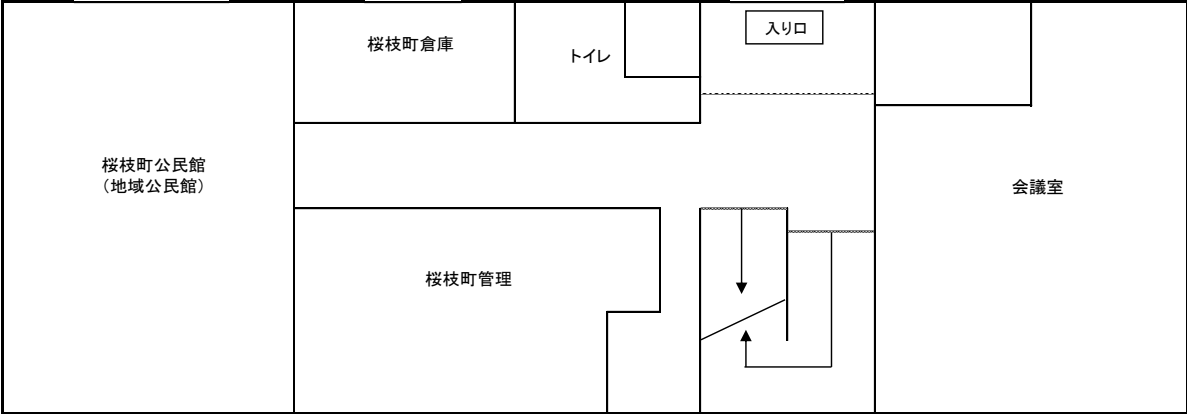 入り口
桜枝町倉庫
トイレ
桜枝町公民館
（地域公民館）
会議室
桜枝町管理